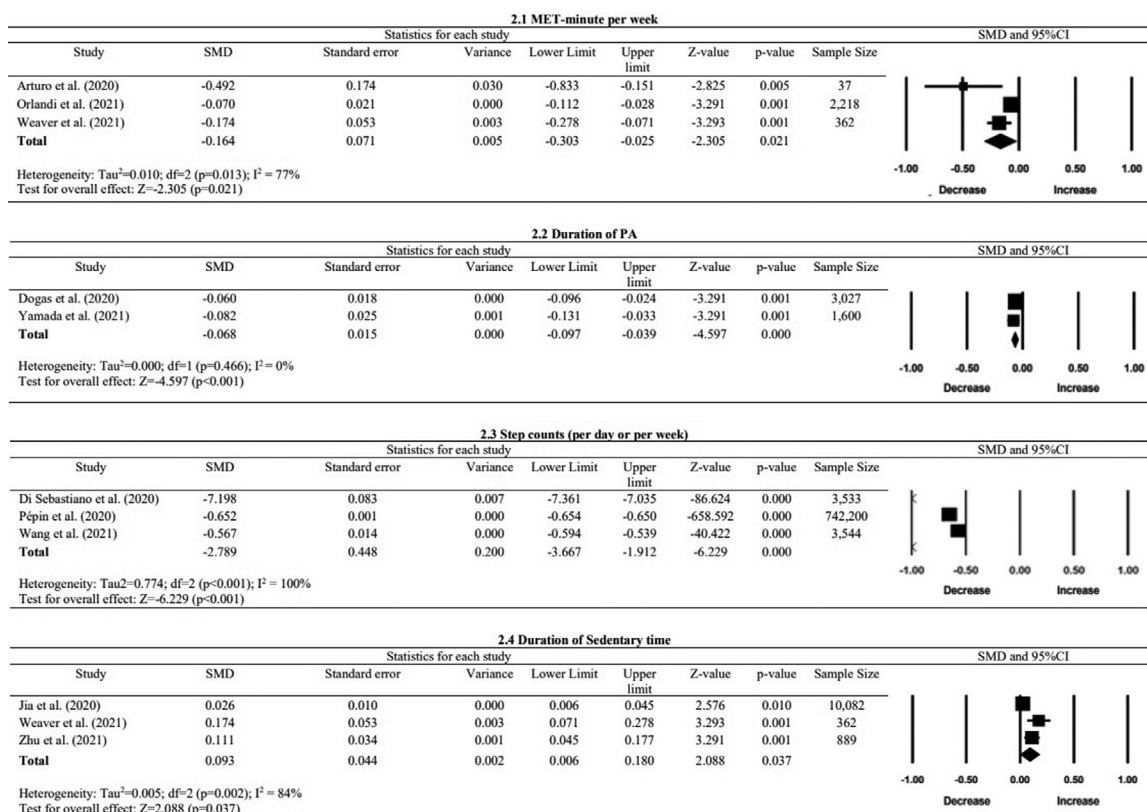 2.1 MET-minute per week
Statistics for each study SMD and 95%CI
Study SMD Standard error Variance Lower Limit Upper limit Z-value p-value Sample Size
Arturo et al. (2020) -0.492 0.174 0.030 -0.833 -0.151 -2.825 0.005 37
Orlandi et al. (2021) -0.070 0.021 0.000 -0.112 -0.028 -3.291 0.001 2,218
Weaver et al. (2021) -0.174 0.053 0.003 -0.278 -0.071 -3.293 0.001 362
Total -0.164 0.071 0.005 -0.303 -0.025 -2.305 0.021
Heterogeneity: Tau²=0.010; df=2 (p=0.013); I² = 77%
Test for overall effect: Z=-2.305 (p=0.021)
-1.00 -0.50 0.00 0.50 1.00
Decrease Increase
2.2 Duration of PA
Statistics for each study SMD and 95%CI
Study SMD Standard error Variance Lower Limit Upper limit Z-value p-value Sample Size
Dogas et al. (2020) -0.060 0.018 0.000 -0.096 -0.024 -3.291 0.001 3,027
Yamada et al. (2021) -0.082 0.025 0.001 -0.131 -0.033 -3.291 0.001 1,600
Total -0.068 0.015 0.000 -0.097 -0.039 -4.597 0.000
Heterogeneity: Tau²=0.000; df=1 (p=0.466); I² = 0%
Test for overall effect: Z=-4.597 (p<0.001)
-1.00 -0.50 0.00 0.50 1.00
Decrease Increase
2.3 Step counts (per day or per week)
Statistics for each study SMD and 95%CI
Study SMD Standard error Variance Lower Limit Upper limit Z-value p-value Sample Size
Di Sebastiano et al. (2020) -7.198 0.083 0.007 -7.361 -7.035 -86.624 0.000 3,533
Pépin et al. (2020) -0.652 0.001 0.000 -0.654 -0.650 -658.592 0.000 742,200
Wang et al. (2021) -0.567 0.014 0.000 -0.594 -0.539 -40.422 0.000 3,544
Total -2.789 0.448 0.200 -3.667 -1.912 -6.229 0.000
Heterogeneity: Tau2=0.774; df=2 (p<0.001); I² = 100%
Test for overall effect: Z=-6.229 (p<0.001)
-1.00 -0.50 0.00 0.50 1.00
Decrease Increase
2.4 Duration of Sedentary time
Statistics for each study SMD and 95%CI
Study SMD Standard error Variance Lower Limit Upper limit Z-value p-value Sample Size
Jia et al. (2020) 0.026 0.010 0.000 0.006 0.045 2.576 0.010 10,082
Weaver et al. (2021) 0.174 0.053 0.003 0.071 0.278 3.293 0.001 362
Zhu et al. (2021) 0.111 0.034 0.001 0.045 0.177 3.291 0.001 889
Total 0.093 0.044 0.002 0.006 0.180 2.088 0.037
Heterogeneity: Tau²=0.005; df=2 (p=0.002); I² = 84%
Test for overall effect: Z=2.088 (p=0.037)
-1.00 -0.50 0.00 0.50 1.00
Decrease Increase